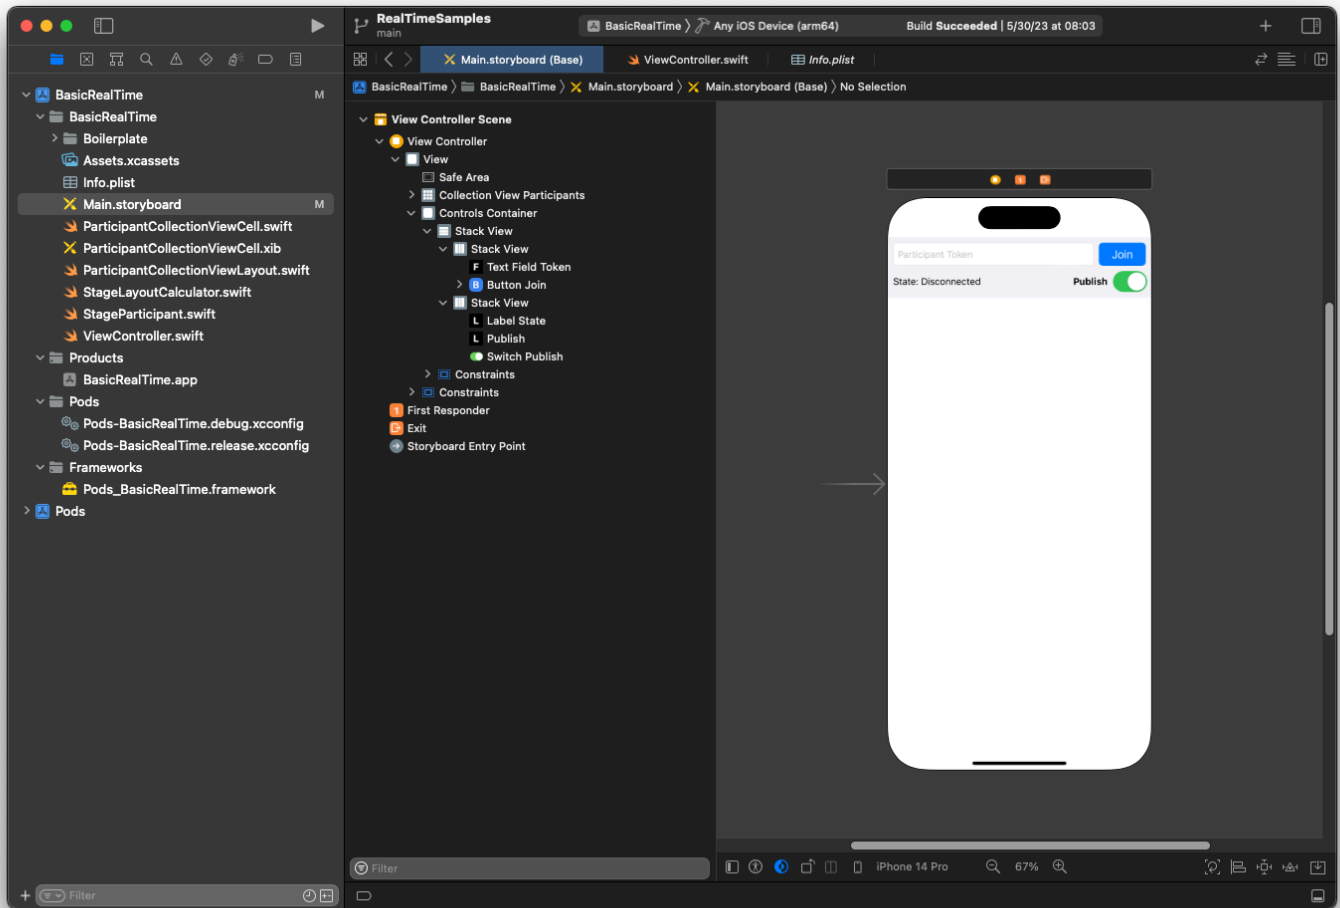 RealTimeSamples
main
BasicRealTime 〉 Any iOS Device (arm64)
Build Succeeded | 5/30/23 at 08:03
Main.storyboard (Base)
ViewController.swift
Info.plist
BasicRealTime 〉 BasicRealTime 〉 Main.storyboard 〉 Main.storyboard (Base) 〉 No Selection
BasicRealTime M
BasicRealTime
Boilerplate
Assets.xcassets
Info.plist
Main.storyboard M
ParticipantCollectionViewCell.swift
ParticipantCollectionViewCell.xib
ParticipantCollectionViewLayout.swift
StageLayoutCalculator.swift
StageParticipant.swift
ViewController.swift
Products
BasicRealTime.app
Pods
Pods-BasicRealTime.debug.xcconfig
Pods-BasicRealTime.release.xcconfig
Frameworks
Pods_BasicRealTime.framework
Pods
Filter
View Controller Scene
View Controller
View
Safe Area
Collection View Participants
Controls Container
Stack View
Stack View
F Text Field Token
B Button Join
Stack View
L Label State
L Publish
Switch Publish
Constraints
Constraints
1 First Responder
Exit
Storyboard Entry Point
Filter
1
Participant Token
Join
State: Disconnected
Publish
iPhone 14 Pro
67%